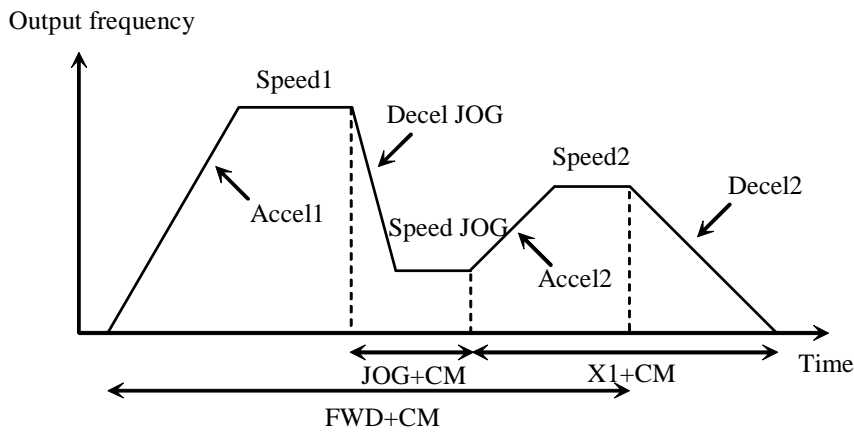 Output frequency
Speed1
Decel JOG
Speed2
Decel2
Accel1
Speed JOG
Accel2
Time
JOG+CM
X1+CM
FWD+CM